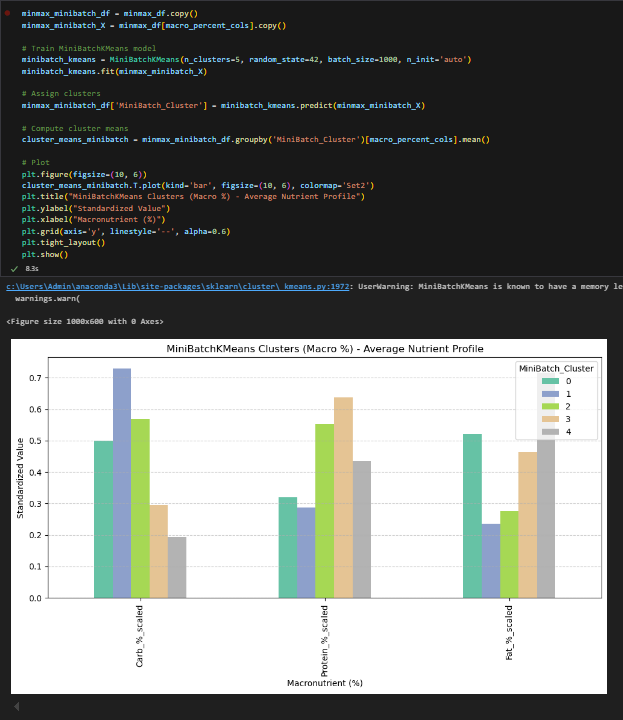 minmax_minibatch_df = minmax_df.copy()
minmax_minibatch_X = minmax_df[macro_percent_cols].copy()
# Train MiniBatchKMeans model
minibatch_kmeans = MiniBatchKMeans(n_clusters=5, random_state=42, batch_size=1000, n_init='auto')
minibatch_kmeans.fit(minmax_minibatch_X)
# Assign clusters
minmax_minibatch_df['MiniBatch_Cluster'] = minibatch_kmeans.predict(minmax_minibatch_X)
# Compute cluster means
cluster_means_minibatch = minmax_minibatch_df.groupby('MiniBatch_Cluster')[macro_percent_cols].mean()
# Plot
plt.figure(figsize=(10, 6))
cluster_means_minibatch.T.plot(kind='bar', figsize=(10, 6), colormap='Set2')
plt.title("MiniBatchKMeans Clusters (Macro %) - Average Nutrient Profile")
plt.ylabel("Standardized Value")
plt.xlabel("Macronutrient (%)")
plt.grid(axis='y', linestyle='--', alpha=0.6)
plt.tight_layout()
plt.show()
8.3s
c:\Users\Admin\anaconda3\Lib\site-packages\sklearn\cluster\_kmeans.py:1972: UserWarning: MiniBatchKMeans is known to have a memory le
warnings.warn(
<Figure size 1000x600 with 0 Axes>
MiniBatchKMeans Clusters (Macro %) - Average Nutrient Profile
MiniBatch_Cluster
0
1
2
3
4
0.7
0.6
0.5
0.4
0.3
0.2
0.1
0.0
Standardized Value
Carb_%_scaled
Protein_%_scaled
Fat_%_scaled
Macronutrient (%)